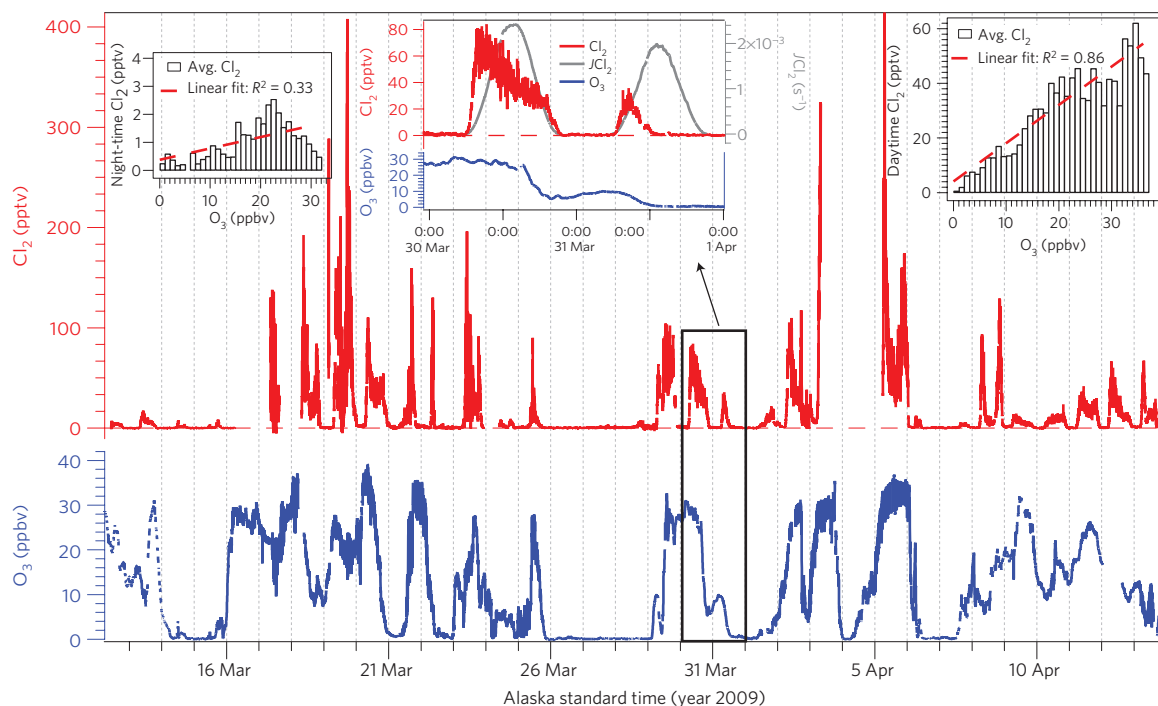 400
300
200
100
0
Cl₂ (pptv)
Night-time Cl₂ (pptv)
4
3
2
1
0
Avg. Cl₂
Linear fit: R² = 0.33
0 10 20 30
O₃ (ppbv)
80
60
40
20
0
Cl₂ (pptv)
Cl₂
JCl₂
O₃
2×10⁻³
1
0
JCl₂ (s⁻¹)
30
20
10
0
O₃ (ppbv)
0:00 0:00 0:00 0:00 0:00
30 Mar 31 Mar 1 Apr
Daytime Cl₂ (pptv)
60
40
20
0
Avg. Cl₂
Linear fit: R² = 0.86
0 10 20 30
O₃ (ppbv)
40
30
20
10
0
O₃ (ppbv)
16 Mar 21 Mar 26 Mar 31 Mar 5 Apr 10 Apr
Alaska standard time (year 2009)